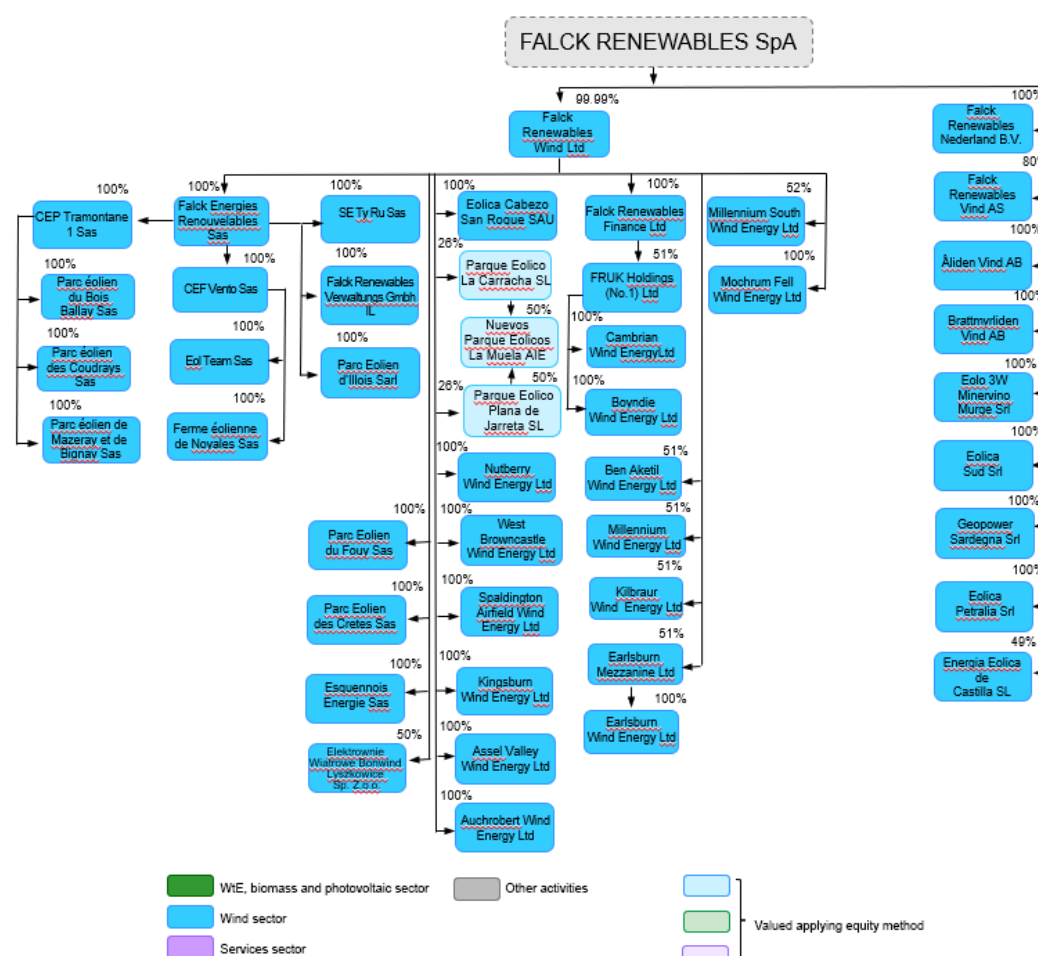 FALCK RENEWABLES SpA
99.99%
Falck
Renewables
Wind Ltd
100%
CEP Tramontane
1 Sas
100%
Parc éolien
du Bois
Ballay Sas
100%
Parc éolien
des Coudrays
Sas
100%
Parc éolien de
Mazeray et de
Bignay Sas
100%
Falck Energies
Renouvelables
Sas
100%
CEF Vento Sas
100%
Eol Team Sas
100%
Ferme éolienne
de Noyales Sas
100%
SE Ty Ru Sas
100%
Falck Renewables
Verwaltungs Gmbh
IL
100%
Parc Eolien
d'Illois Sarl
100%
Parc Eolien
du Fouy Sas
100%
Parc Eolien
des Cretes Sas
100%
Esquennois
Energie Sas
50%
Elektrownie
Wiatrowe Bonwind
Lyszkowice
Sp. Z.o.o.
100%
Eolica Cabezo
San Roque SAU
26%
Parque Eolico
La Carracha SL
50%
Nuevos
Parque Eolicos
La Muela AIE
50%
26%
Parque Eolico
Plana de
Jarreta SL
100%
Nutberry
Wind Energy Ltd
100%
West
Browncastle
Wind Energy Ltd
100%
Spaldington
Airfield Wind
Energy Ltd
100%
Kingsburn
Wind Energy Ltd
100%
Assel Valley
Wind Energy Ltd
100%
Auchrobert Wind
Energy Ltd
100%
Falck Renewables
Finance Ltd
51%
FRUK Holdings
(No.1) Ltd
100%
Cambrian
Wind EnergyLtd
100%
Boyndie
Wind Energy Ltd
51%
Ben Aketil
Wind Energy Ltd
51%
Millennium
Wind Energy Ltd
51%
Kilbraur
Wind Energy Ltd
51%
Earlsburn
Mezzanine Ltd
100%
Earlsburn
Wind Energy Ltd
52%
Millennium South
Wind Energy Ltd
100%
Mochrum Fell
Wind Energy Ltd
100%
Falck
Renewables
Nederland B.V.
80%
Falck
Renewables
Vind AS
100%
Åliden Vind AB
100%
Brattmyrliden
Vind AB
100%
Eolo 3W
Minervino
Murge Srl
100%
Eolica
Sud Srl
100%
Geopower
Sardegna Srl
100%
Eolica
Petralia Srl
49%
Energia Eolica
de
Castilla SL
WtE, biomass and photovoltaic sector
Other activities
Wind sector
Valued applying equity method
Services sector